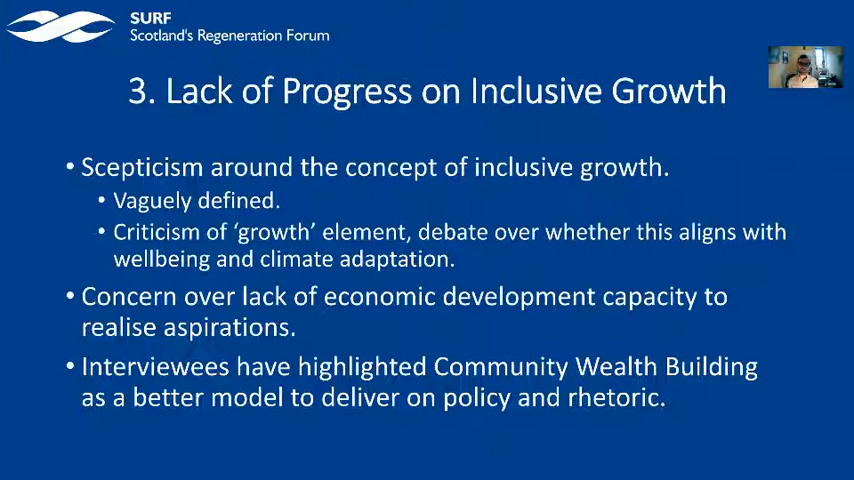 SURF
Scotland's Regeneration Forum
3. Lack of Progress on Inclusive Growth
• Scepticism around the concept of inclusive growth.
• Vaguely defined.
• Criticism of ‘growth’ element, debate over whether this aligns with
wellbeing and climate adaptation.
• Concern over lack of economic development capacity to
realise aspirations.
• Interviewees have highlighted Community Wealth Building
as a better model to deliver on policy and rhetoric.